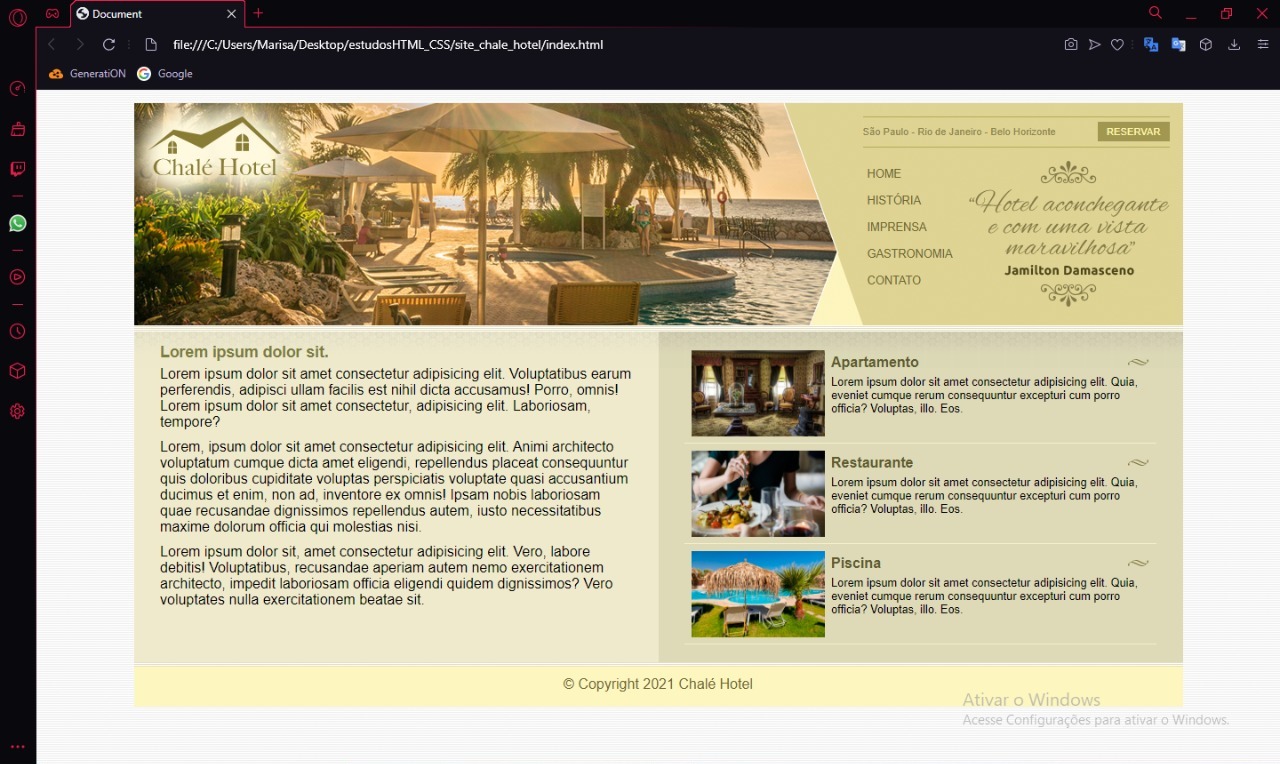 Document
file:///C:/Users/Marisa/Desktop/estudosHTML_CSS/site_chale_hotel/index.html
GeneratiON
Google
Chalé Hotel
São Paulo - Rio de Janeiro - Belo Horizonte
RESERVAR
HOME
HISTÓRIA
IMPRENSA
GASTRONOMIA
CONTATO
“Hotel aconchegante
e com uma vista
maravilhosa”
Jamilton Damasceno
Lorem ipsum dolor sit.
Lorem ipsum dolor sit amet consectetur adipisicing elit. Voluptatibus earum
perferendis, adipisci ullam facilis est nihil dicta accusamus! Porro, omnis!
Lorem ipsum dolor sit amet consectetur, adipisicing elit. Laboriosam,
tempore?
Lorem, ipsum dolor sit amet consectetur adipisicing elit. Animi architecto
voluptatum cumque dicta amet eligendi, repellendus placeat consequuntur
quis doloribus cupiditate voluptas perspiciatis voluptate quasi accusantium
ducimus et enim, non ad, inventore ex omnis! Ipsam nobis laboriosam
quae recusandae dignissimos repellendus autem, iusto necessitatibus
maxime dolorum officia qui molestias nisi.
Lorem ipsum dolor sit, amet consectetur adipisicing elit. Vero, labore
debitis! Voluptatibus, recusandae aperiam autem nemo exercitationem
architecto, impedit laboriosam officia eligendi quidem dignissimos? Vero
voluptates nulla exercitationem beatae sit.
Apartamento
Lorem ipsum dolor sit amet consectetur adipisicing elit. Quia,
eveniet cumque rerum consequuntur excepturi cum porro
officia? Voluptas, illo. Eos.
Restaurante
Lorem ipsum dolor sit amet consectetur adipisicing elit. Quia,
eveniet cumque rerum consequuntur excepturi cum porro
officia? Voluptas, illo. Eos.
Piscina
Lorem ipsum dolor sit amet consectetur adipisicing elit. Quia,
eveniet cumque rerum consequuntur excepturi cum porro
officia? Voluptas, illo. Eos.
© Copyright 2021 Chalé Hotel
Ativar o Windows
Acesse Configurações para ativar o Windows.